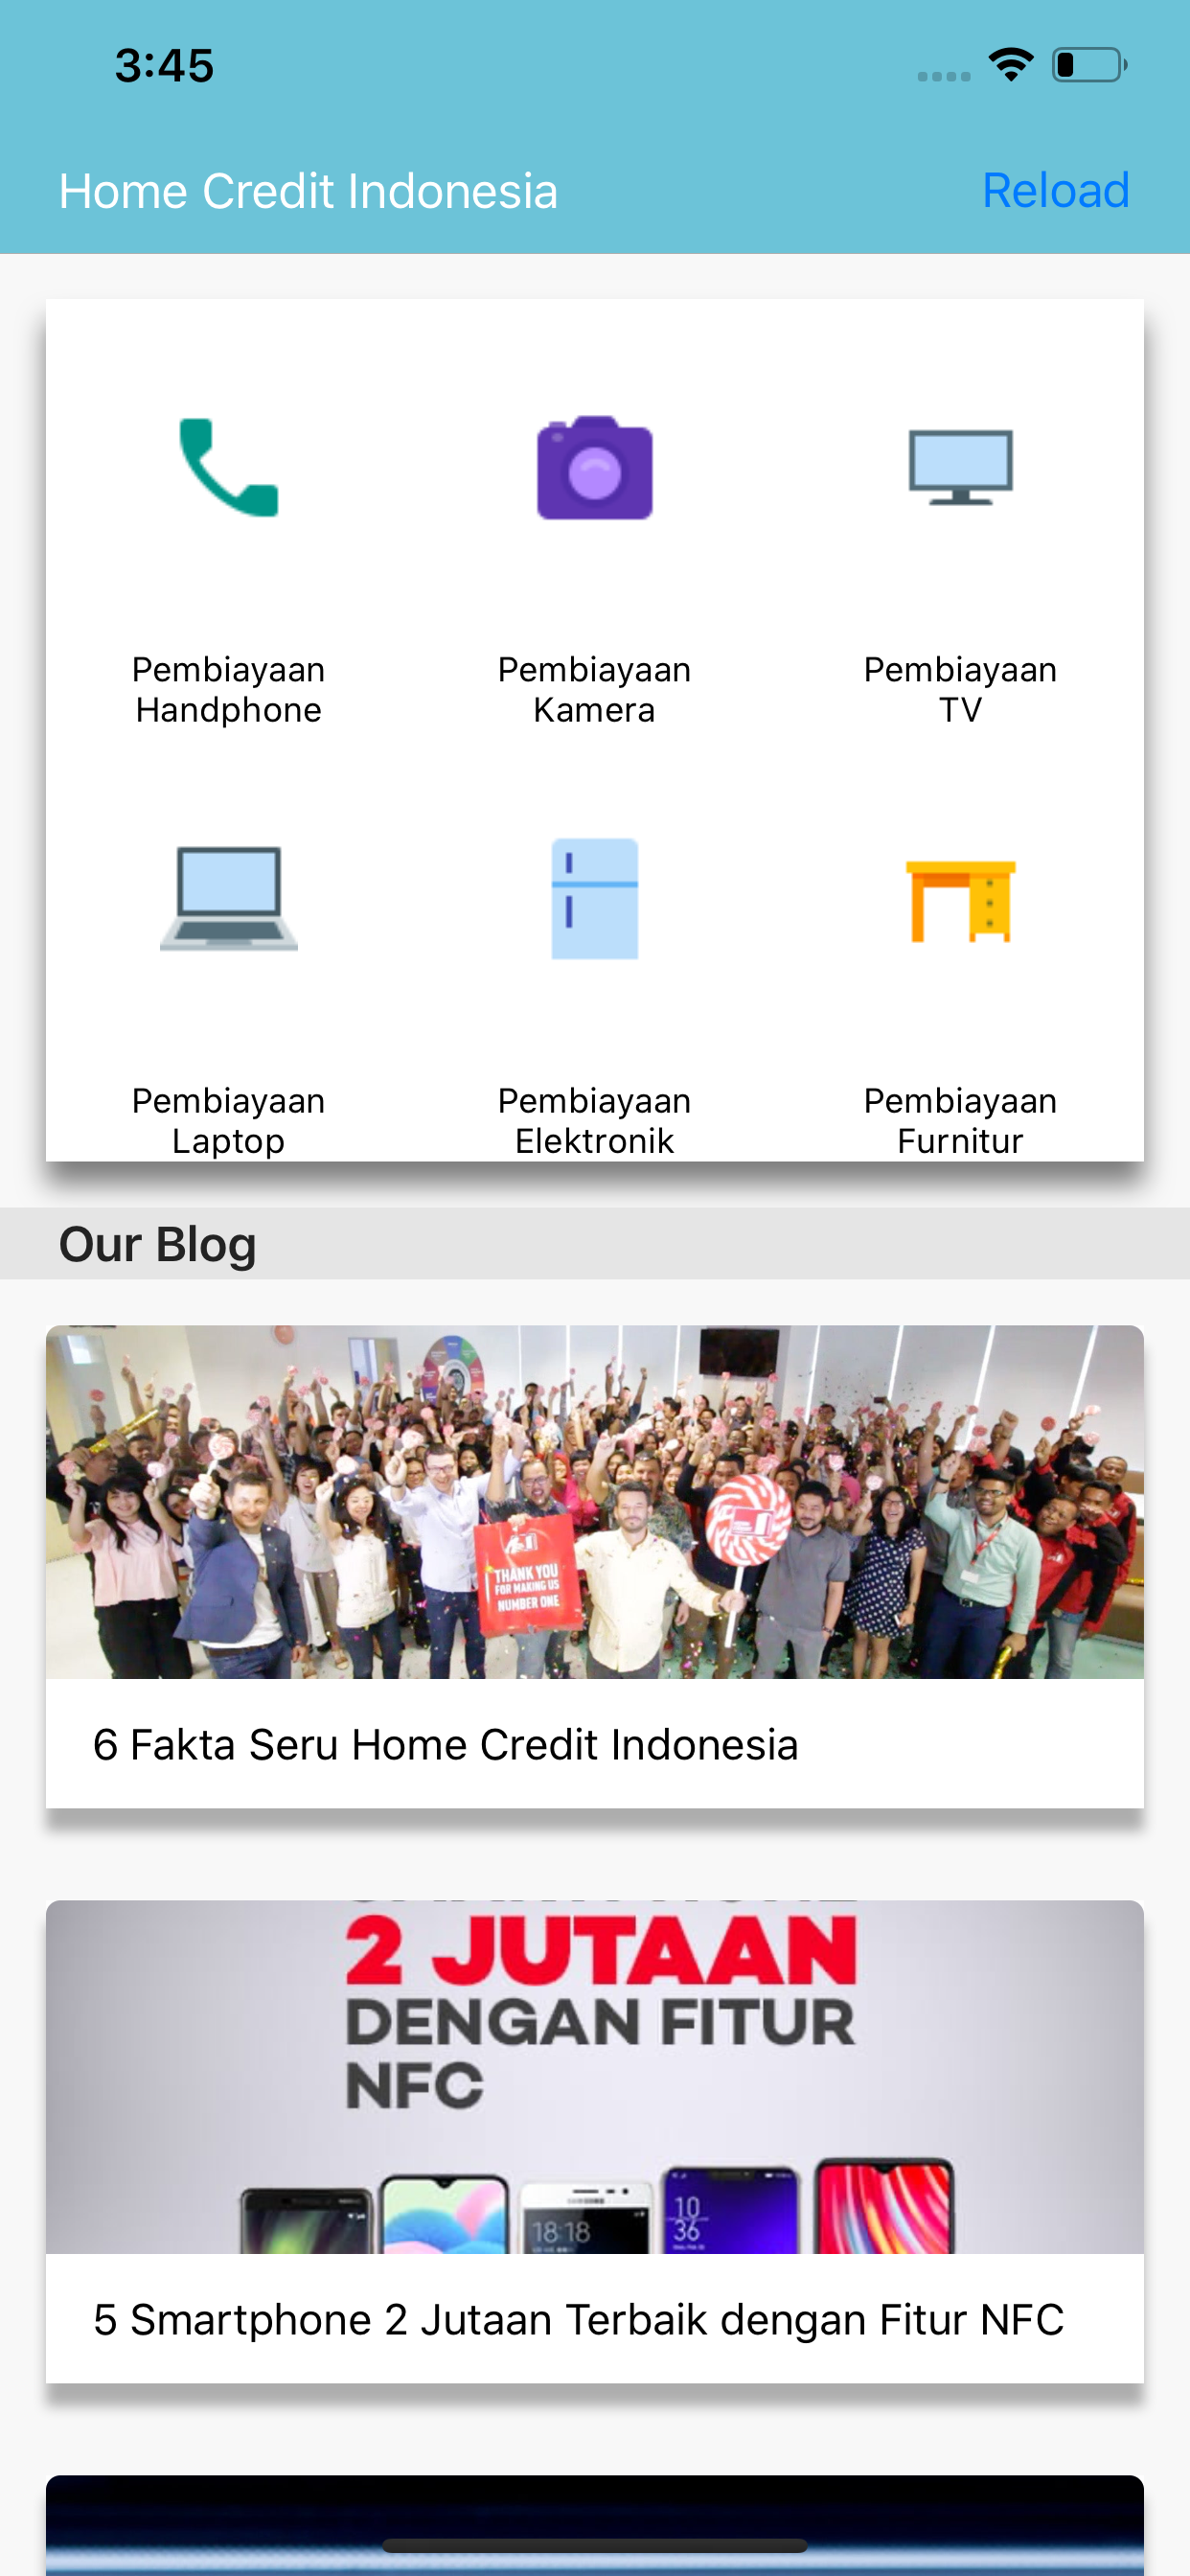 3:45
Home Credit Indonesia
Reload
Pembiayaan
Handphone
Pembiayaan
Kamera
Pembiayaan
TV
Pembiayaan
Laptop
Pembiayaan
Elektronik
Pembiayaan
Furnitur
Our Blog
THANK YOU
FOR MAKING US
NUMBER ONE
6 Fakta Seru Home Credit Indonesia
2 JUTAAN
DENGAN FITUR
NFC
SAMSUNG
18:18
10
36
5 Smartphone 2 Jutaan Terbaik dengan Fitur NFC